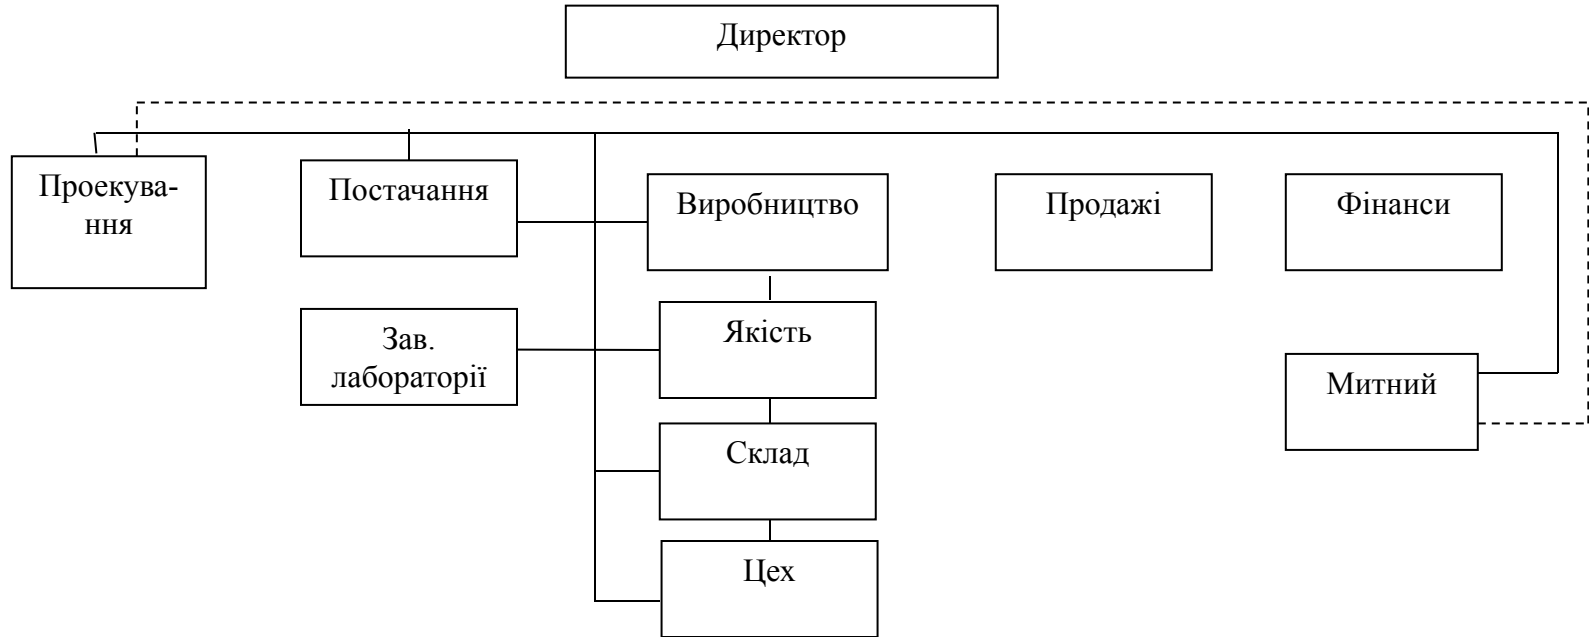 Директор
Проекува-
ння
Постачання
Виробництво
Продажі
Фінанси
Зав.
лабораторії
Якість
Митний
Склад
Цех